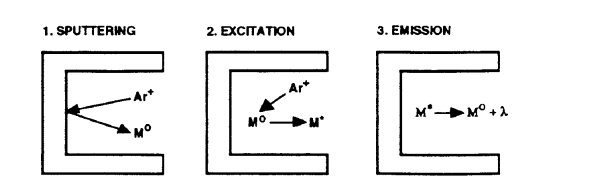 1. SPUTTERING
2. EXCITATION
3. EMISSION
Ar⁺
M⁰
Ar⁺
M⁰ → M*
M* → M⁰ + λ